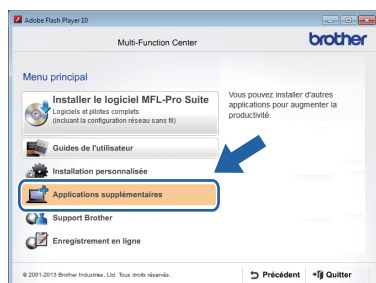 Adobe Flash Player 10
Multi-Function Center
brother
Menu principal
Installer le logiciel MFL-Pro Suite
Logiciels et pilotes complets
(incluant la configuration réseau sans fil)
Guides de l'utilisateur
Installation personnalisée
Applications supplémentaires
Support Brother
Enregistrement en ligne
Vous pouvez installer d'autres
applications pour augmenter la
productivité.
© 2001-2013 Brother Industries, Ltd. Tous droits réservés.
Précédent
Quitter